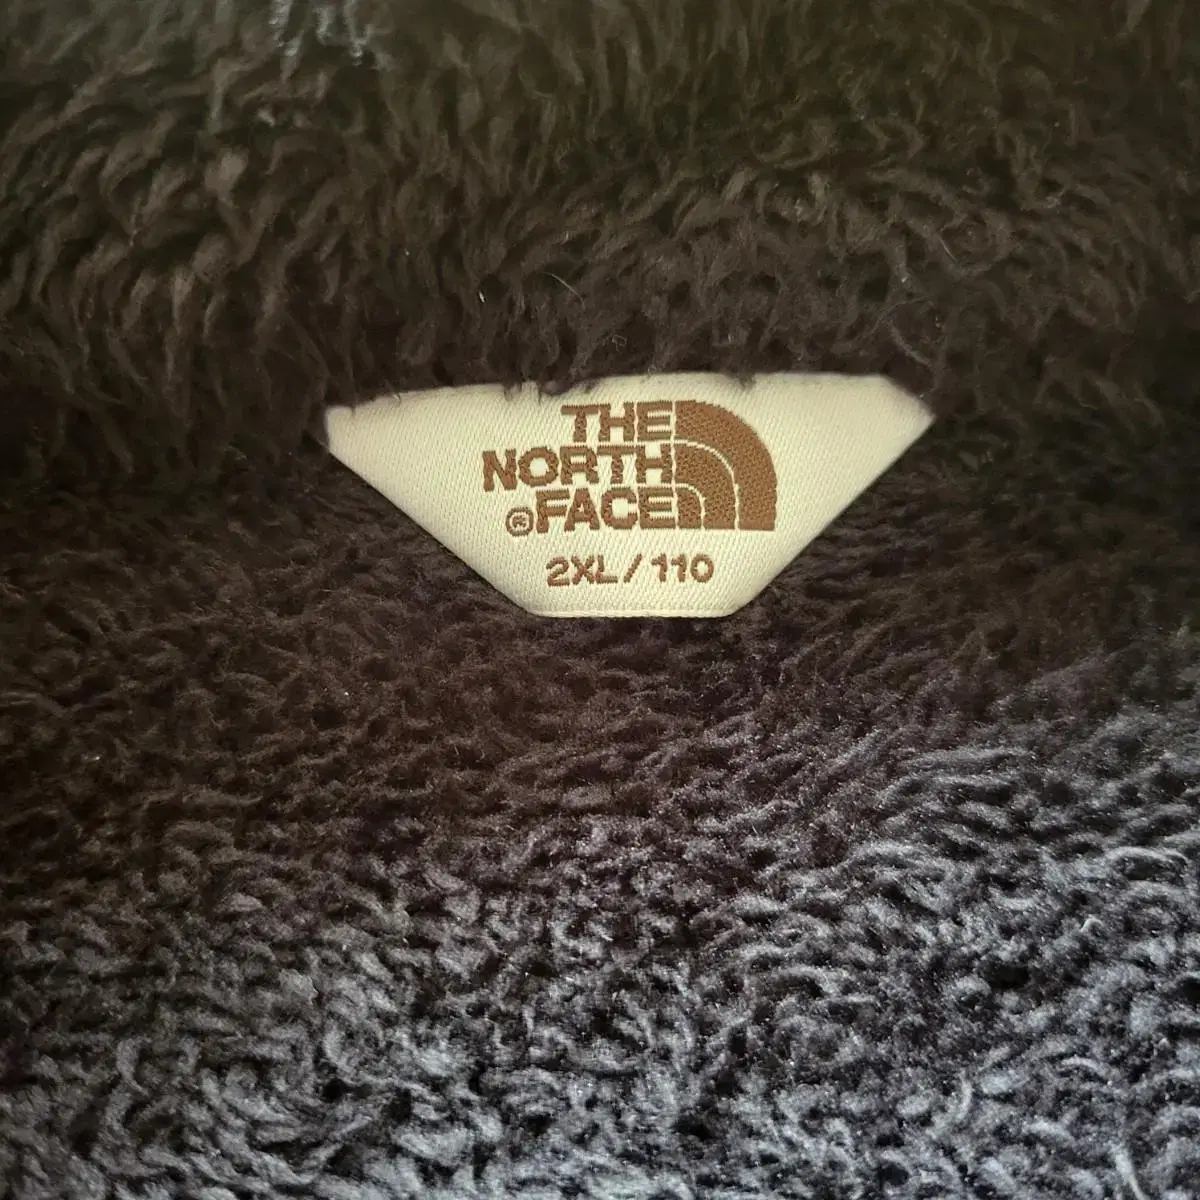 THE
NORTH
®FACE
2XL/110